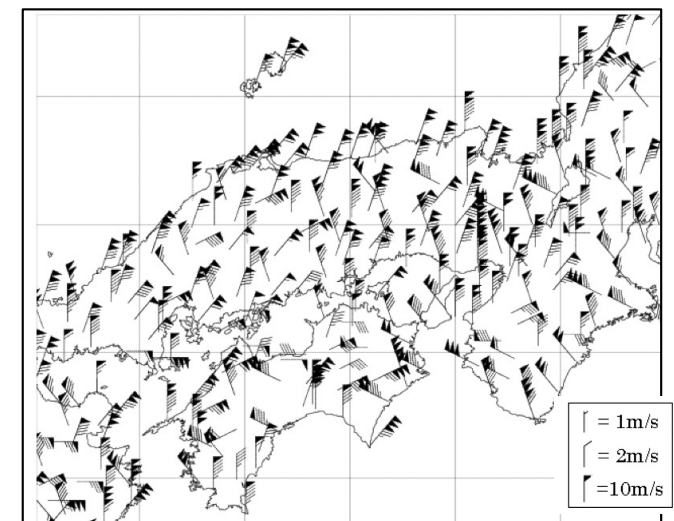 = 1m/s
= 2m/s
=10m/s